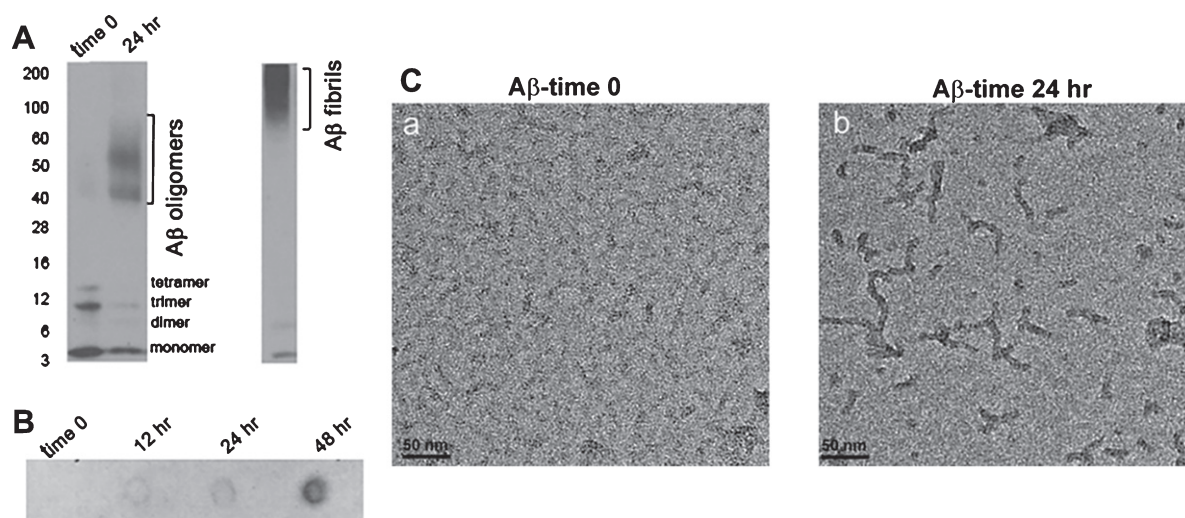 A
time 0
24 hr
200
100
60
50
40
28
16
12
6
3
Aβ oligomers
tetramer
trimer
dimer
monomer
Aβ fibrils
B
time 0
12 hr
24 hr
48 hr
C
Aβ-time 0
a
50 nm
Aβ-time 24 hr
b
50 nm